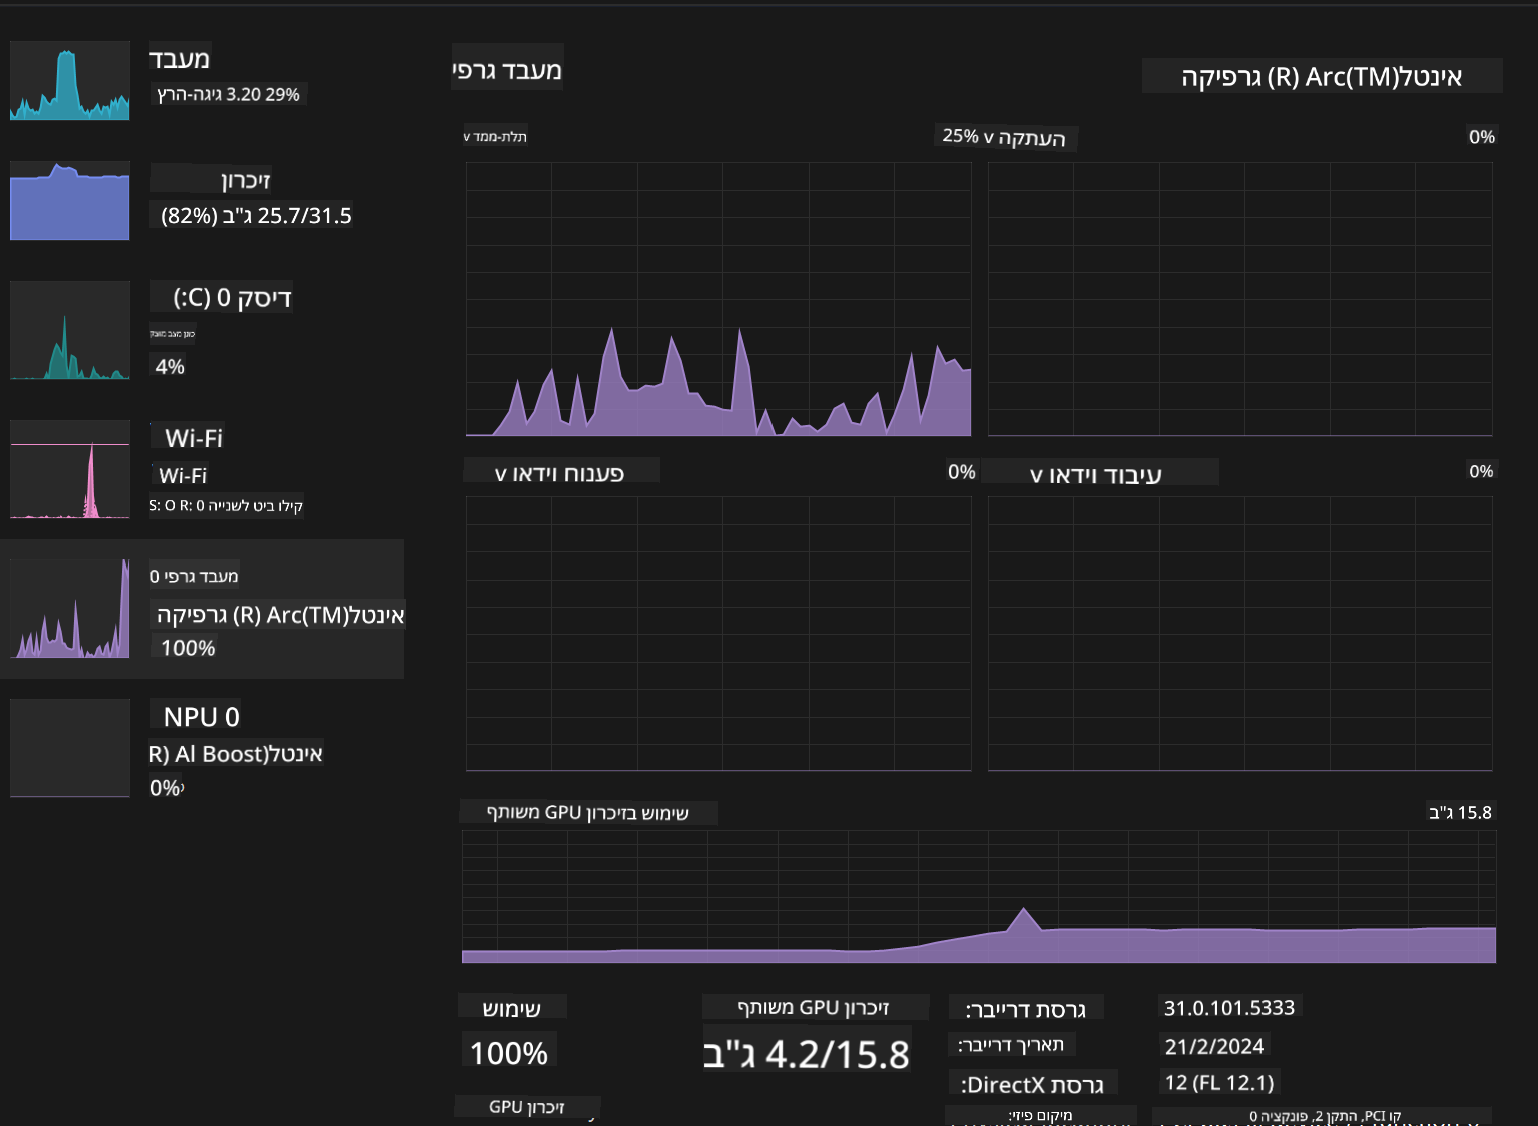 מעבד
29% 3.20 גיגה-הרץ
זיכרון
25.7/31.5 ג"ב (82%)
דיסק 0 (C:)
כונן מצב מוצק
4%
Wi-Fi
Wi-Fi
S: O R: 0 קילו ביט לשנייה
מעבד גרפי 0
אינטל(R) Arc(TM) גרפיקה
100%
NPU 0
אינטל(R) Al Boost
0%
מעבד גרפי
אינטל(R) Arc(TM) גרפיקה
תלת-ממד v
25% v העתקה
0%
פענוח וידאו v
0%
עיבוד וידאו v
0%
שימוש בזיכרון GPU משותף
15.8 ג"ב
שימוש
100%
זיכרון GPU
זיכרון GPU משותף
4.2/15.8 ג"ב
גרסת דרייבר:
31.0.101.5333
תאריך דרייבר:
21/2/2024
גרסת DirectX:
12 (FL 12.1)
מיקום פיזי:
קו PCI, התקן 2, פונקציה 0